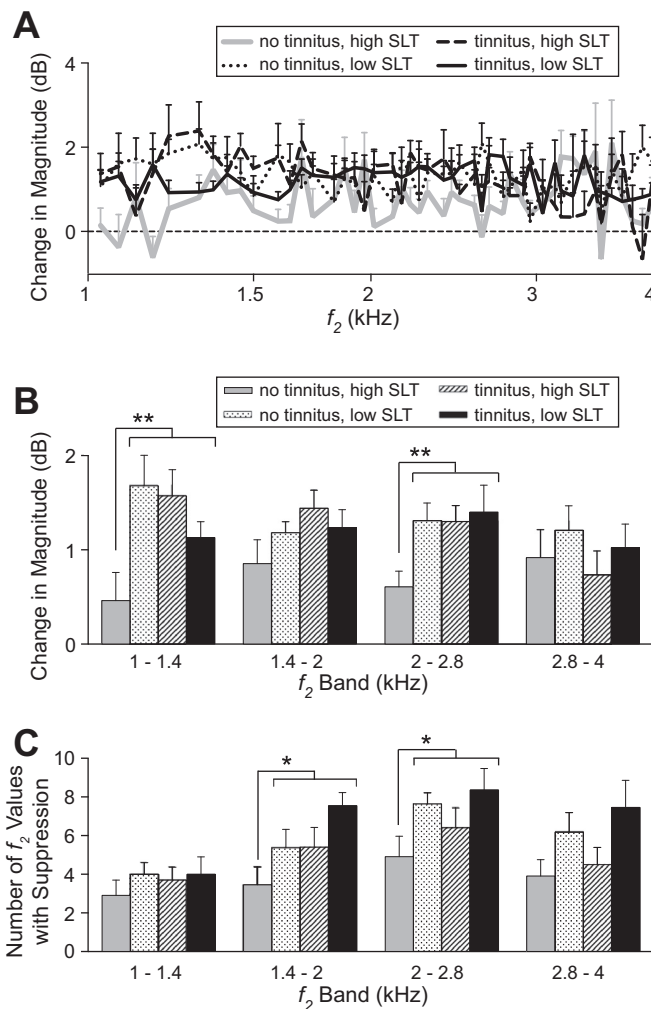 A
no tinnitus, high SLT
tinnitus, high SLT
no tinnitus, low SLT
tinnitus, low SLT
Change in Magnitude (dB)
4
2
0
1
1.5
2
3
4
f2 (kHz)
B
no tinnitus, high SLT
tinnitus, high SLT
no tinnitus, low SLT
tinnitus, low SLT
Change in Magnitude (dB)
2
1
0
**
**
1 - 1.4
1.4 - 2
2 - 2.8
2.8 - 4
f2 Band (kHz)
C
Number of f2 Values
with Suppression
10
8
6
4
2
0
*
*
1 - 1.4
1.4 - 2
2 - 2.8
2.8 - 4
f2 Band (kHz)